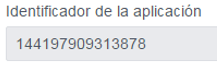 Identificador de la aplicación
144197909313878